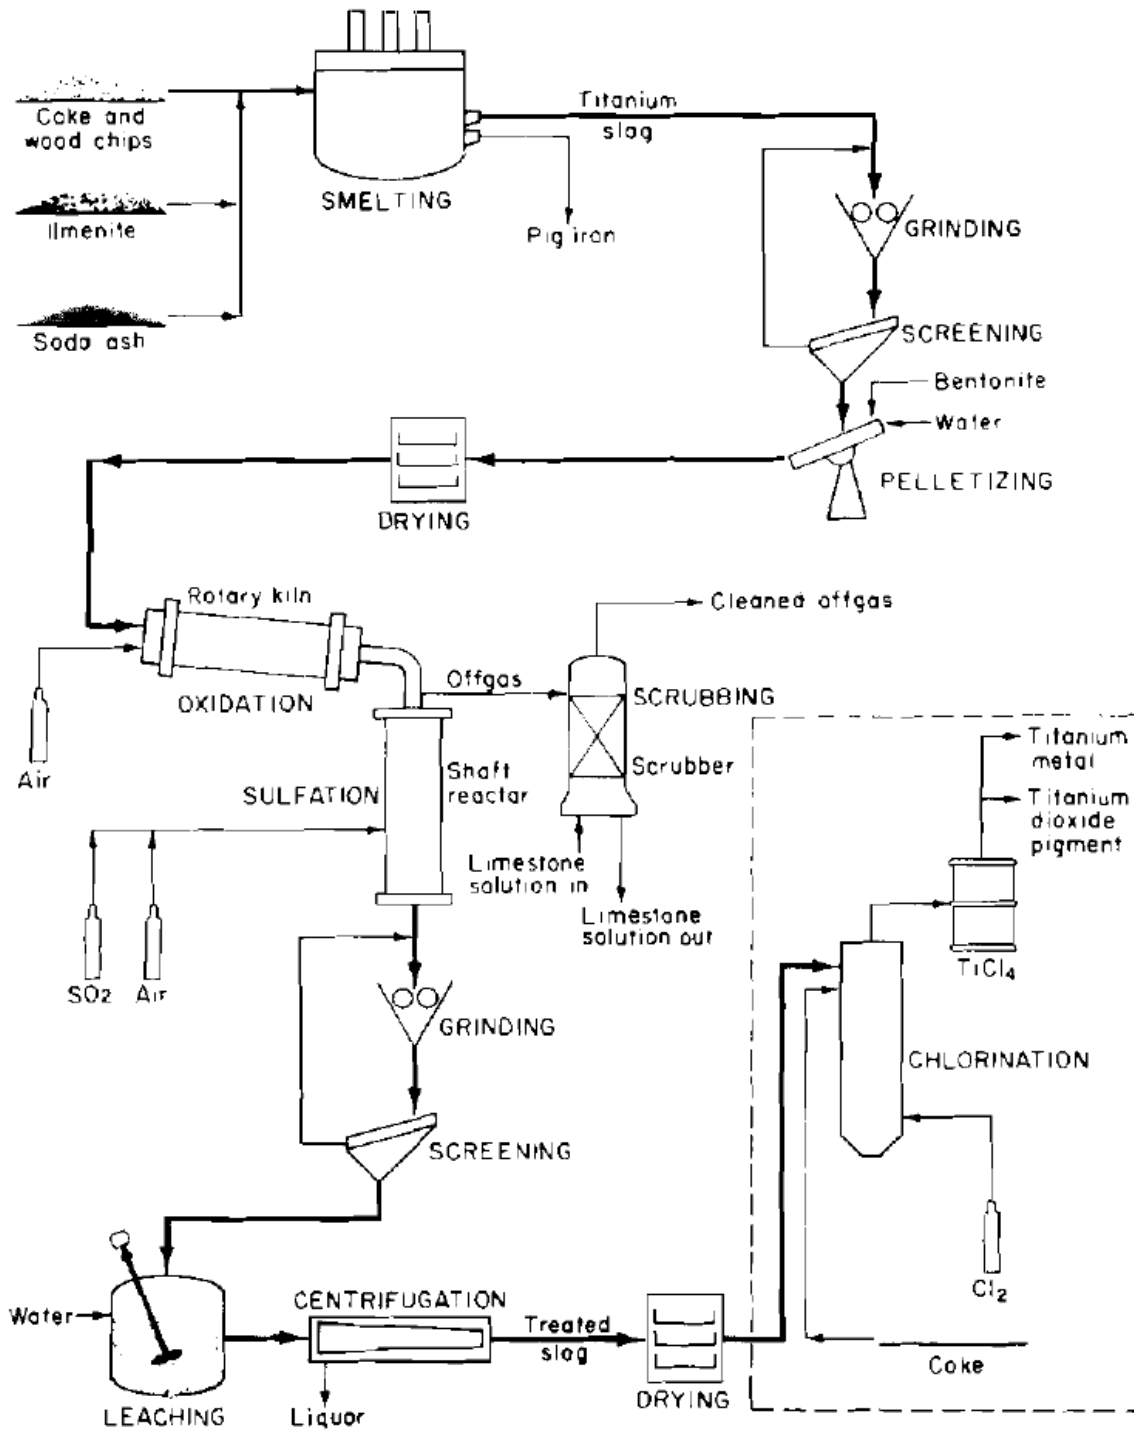 Coke and
wood chips
Ilmenite
Soda ash
SMELTING
Titanium
slag
Pig iron
GRINDING
SCREENING
Bentonite
Water
PELLETIZING
DRYING
Rotary kiln
OXIDATION
Air
Offgas
Cleaned offgas
SCRUBBING
Scrubber
SULFATION
Shaft
reactor
Limestone
solution in
Limestone
solution out
SO2
Air
GRINDING
SCREENING
Water
LEACHING
CENTRIFUGATION
Liquor
Treated
slag
DRYING
Titanium
metal
Titanium
dioxide
pigment
TiCl4
CHLORINATION
Cl2
Coke